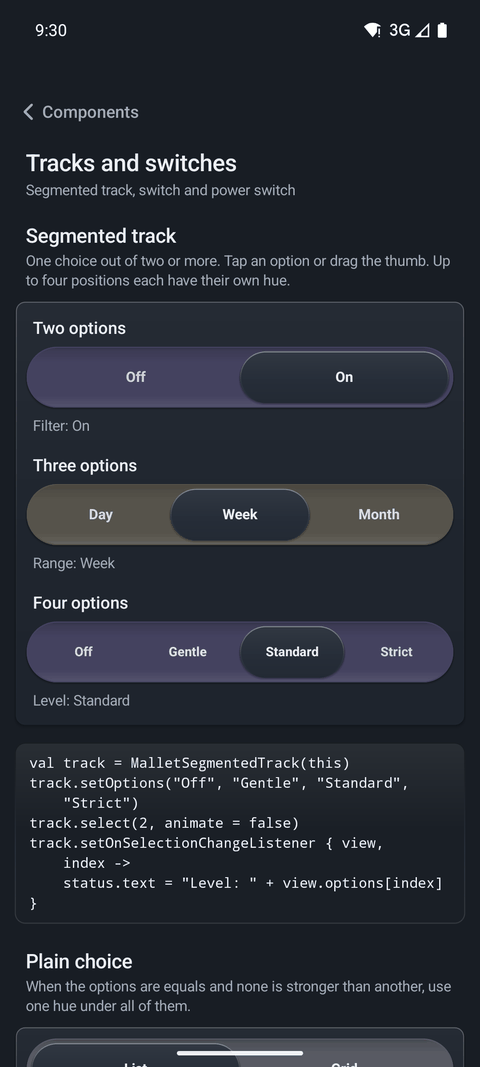 9:30
3G
Components
Tracks and switches
Segmented track, switch and power switch
Segmented track
One choice out of two or more. Tap an option or drag the thumb. Up
to four positions each have their own hue.
Two options
Off On
Filter: On
Three options
Day Week Month
Range: Week
Four options
Off Gentle Standard Strict
Level: Standard
val track = MalletSegmentedTrack(this)
track.setOptions("Off", "Gentle", "Standard",
    "Strict")
track.select(2, animate = false)
track.setOnSelectionChangeListener { view,
    index ->
    status.text = "Level: " + view.options[index]
}
Plain choice
When the options are equals and none is stronger than another, use
one hue under all of them.
List Grid